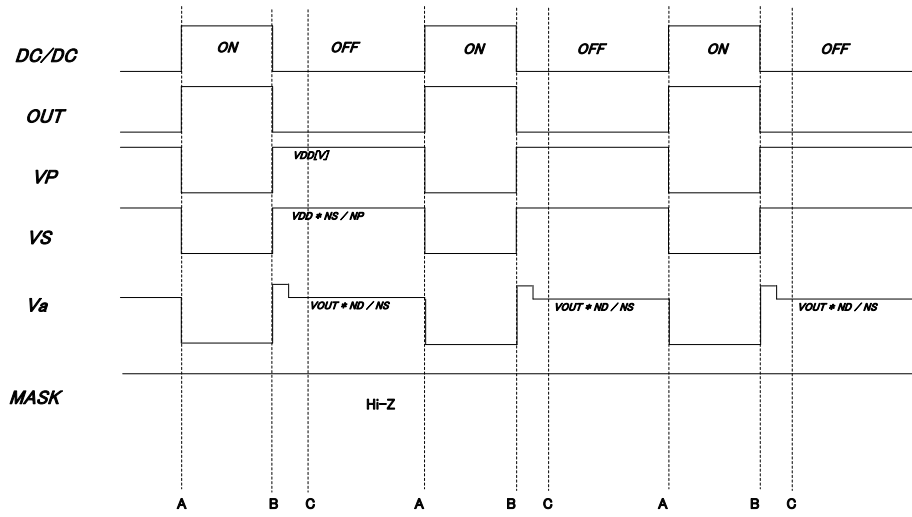 DC/DC ON OFF ON OFF ON OFF
OUT
VDD[V]
VP
VDD * NS / NP
VS
Va VOUT * ND / NS VOUT * ND / NS VOUT * ND / NS
MASK
Hi-Z
A B C A B C A B C